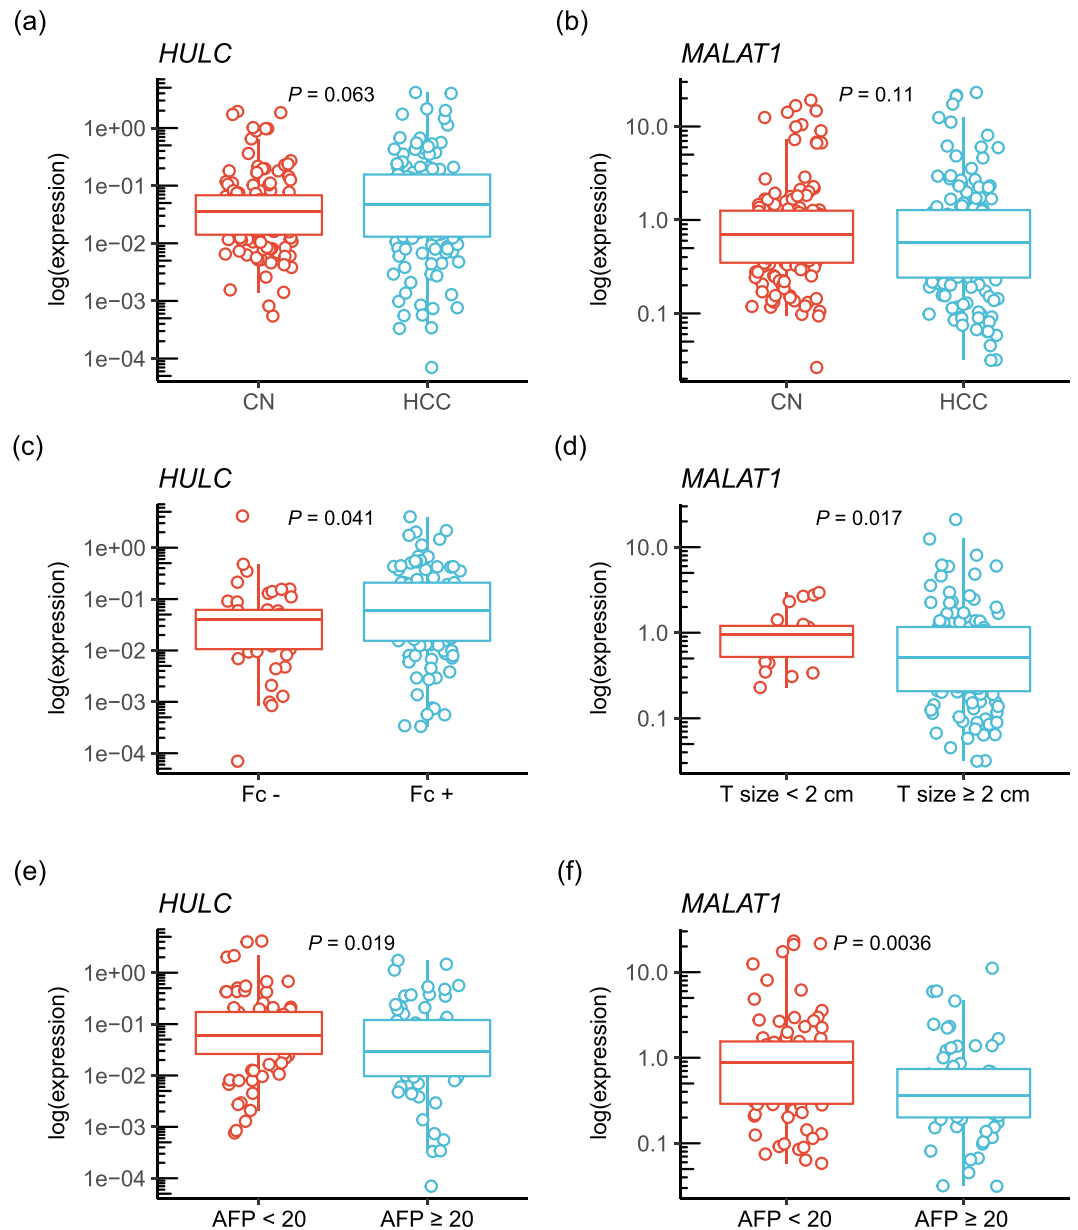 (a)
HULC
P = 0.063
log(expression)
1e+00
1e-01
1e-02
1e-03
1e-04
CN
HCC
(b)
MALAT1
P = 0.11
log(expression)
10.0
1.0
0.1
CN
HCC
(c)
HULC
P = 0.041
log(expression)
1e+00
1e-01
1e-02
1e-03
1e-04
Fc -
Fc +
(d)
MALAT1
P = 0.017
log(expression)
10.0
1.0
0.1
T size < 2 cm
T size ≥ 2 cm
(e)
HULC
P = 0.019
log(expression)
1e+00
1e-01
1e-02
1e-03
1e-04
AFP < 20
AFP ≥ 20
(f)
MALAT1
P = 0.0036
log(expression)
10.0
1.0
0.1
AFP < 20
AFP ≥ 20